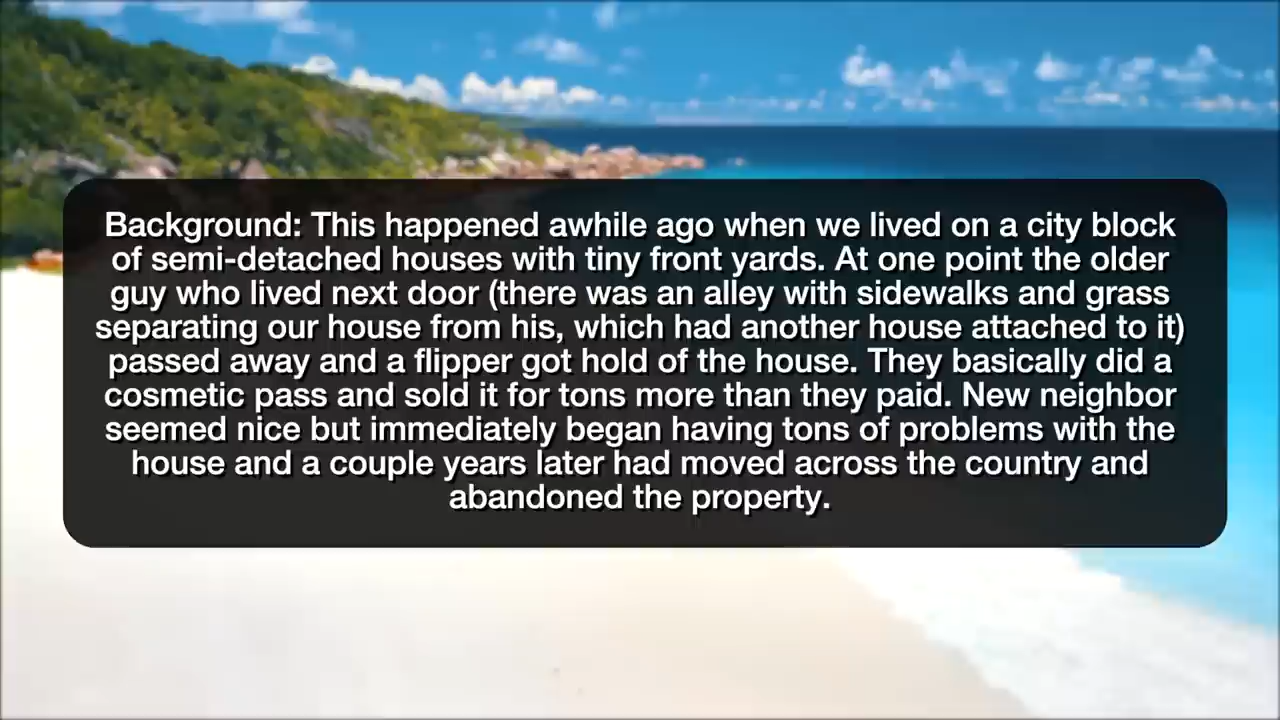 Background: This happened awhile ago when we lived on a city block
of semi-detached houses with tiny front yards. At one point the older
guy who lived next door (there was an alley with sidewalks and grass
separating our house from his, which had another house attached to it)
passed away and a flipper got hold of the house. They basically did a
cosmetic pass and sold it for tons more than they paid. New neighbor
seemed nice but immediately began having tons of problems with the
house and a couple years later had moved across the country and
abandoned the property.